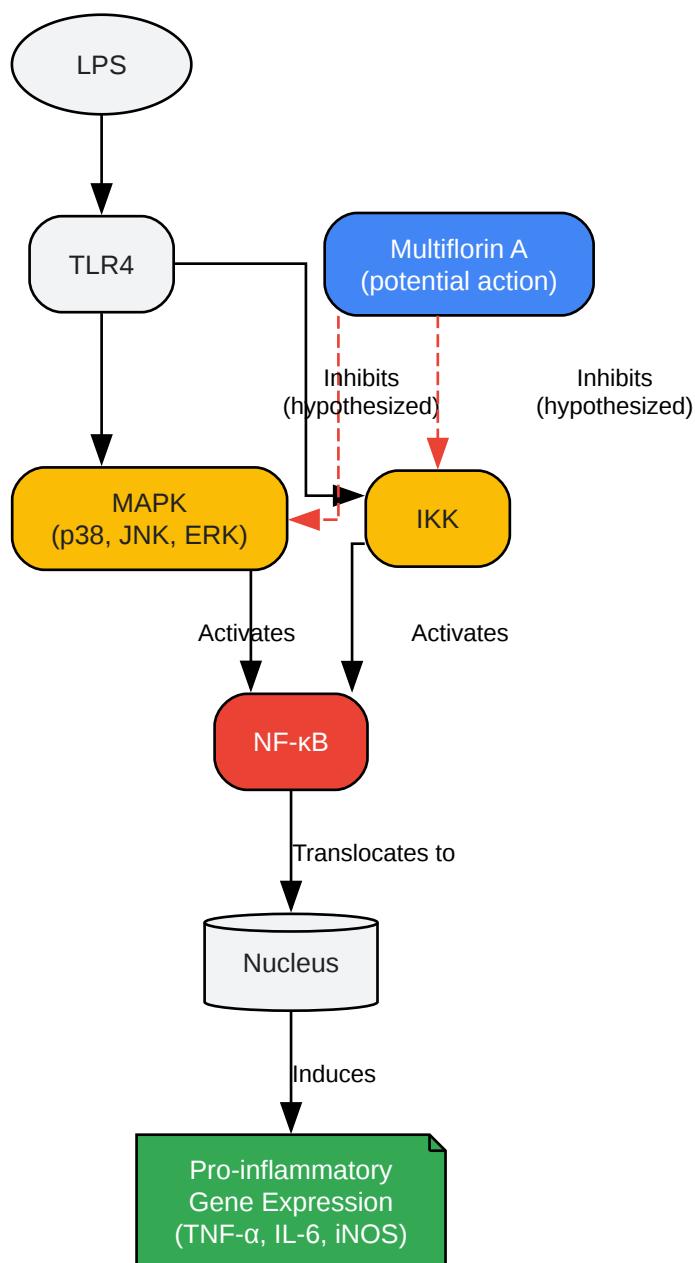 LPS
TLR4
Multiflorin A
(potential action)
Inhibits
(hypothesized)
Inhibits
(hypothesized)
MAPK
(p38, JNK, ERK)
IKK
Activates
Activates
NF-κB
Translocates to
Nucleus
Induces
Pro-inflammatory
Gene Expression
(TNF-α, IL-6, iNOS)